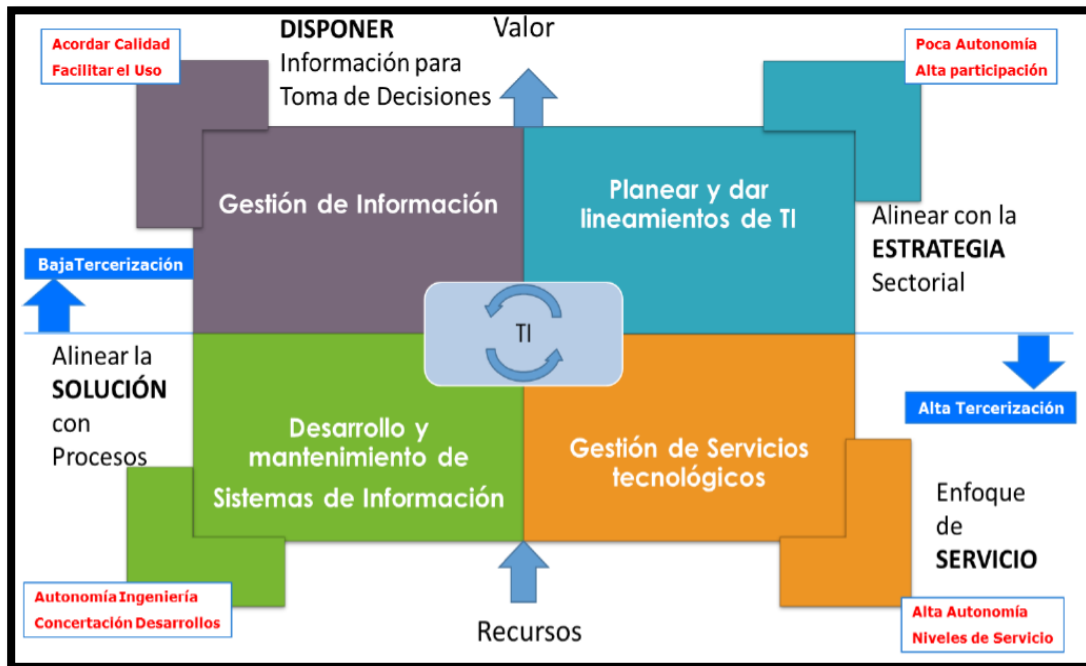 Acordar Calidad
Facilitar el Uso
DISPONER
Información para
Toma de Decisiones
Valor
Poca Autonomía
Alta participación
Gestión de Información
Planear y dar
lineamientos de TI
Alinear con la
ESTRATEGIA
Sectorial
BajaTercerización
TI
Alinear la
SOLUCIÓN
con
Procesos
Alta Tercerización
Desarrollo y
mantenimiento de
Sistemas de Información
Gestión de Servicios
tecnológicos
Enfoque
de
SERVICIO
Autonomía Ingeniería
Concertación Desarrollos
Recursos
Alta Autonomía
Niveles de Servicio